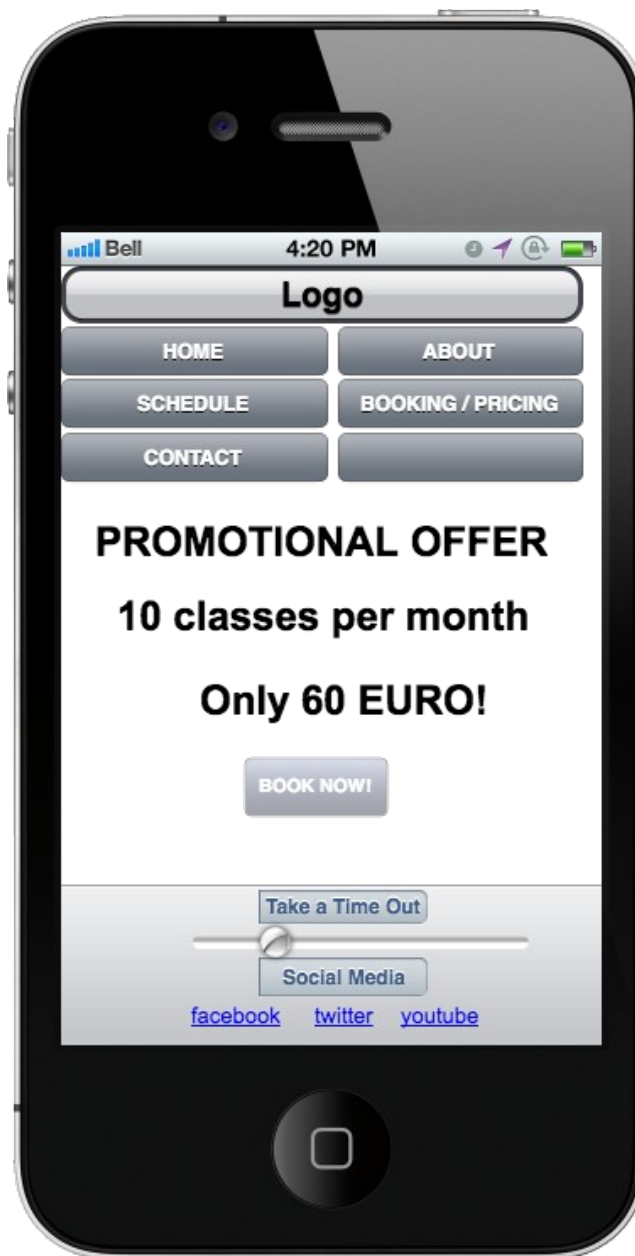 Bell 4:20 PM
Logo
HOME ABOUT
SCHEDULE BOOKING / PRICING
CONTACT
PROMOTIONAL OFFER
10 classes per month
Only 60 EURO!
BOOK NOW!
Take a Time Out
Social Media
facebook twitter youtube